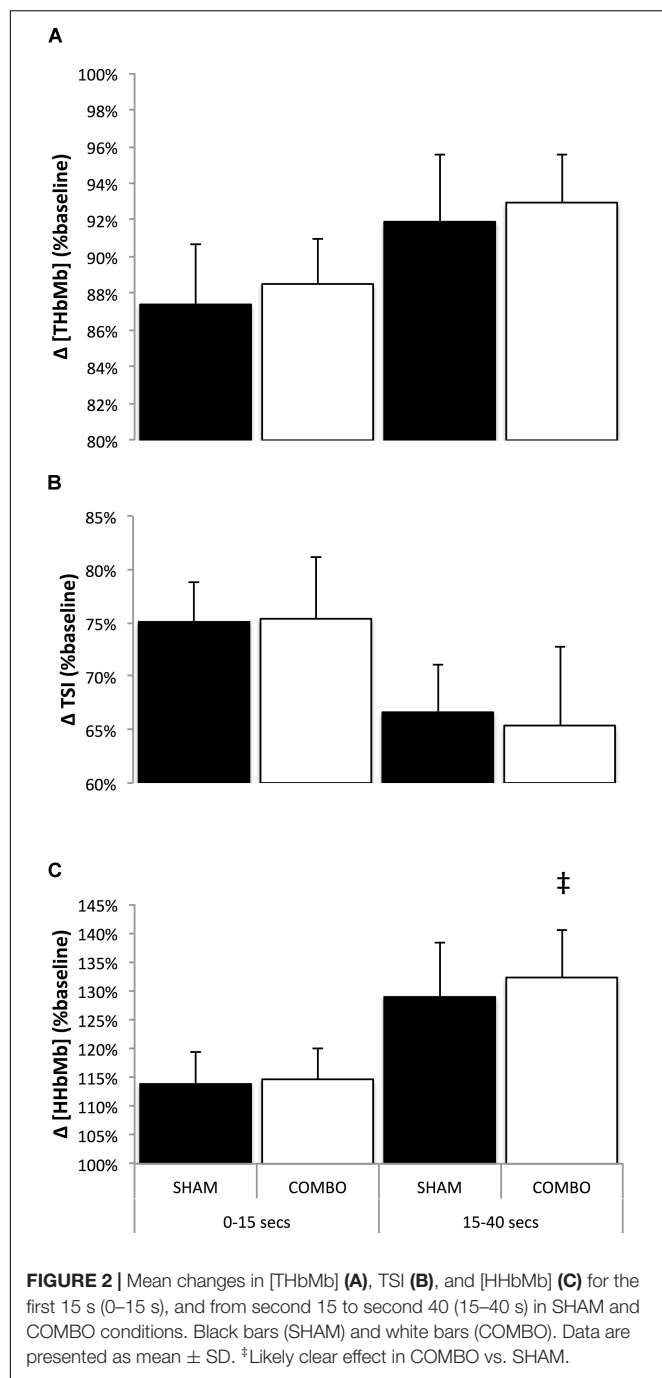 A
Δ [THbMb] (%baseline)
100%
98%
96%
94%
92%
90%
88%
86%
84%
82%
80%
B
Δ TSI (%baseline)
85%
80%
75%
70%
65%
60%
C
‡
Δ [HHbMb] (%baseline)
145%
140%
135%
130%
125%
120%
115%
110%
105%
100%
SHAM COMBO SHAM COMBO
0-15 secs 15-40 secs
FIGURE 2 | Mean changes in [THbMb] (A), TSI (B), and [HHbMb] (C) for the
first 15 s (0–15 s), and from second 15 to second 40 (15–40 s) in SHAM and
COMBO conditions. Black bars (SHAM) and white bars (COMBO). Data are
presented as mean ± SD. ‡Likely clear effect in COMBO vs. SHAM.